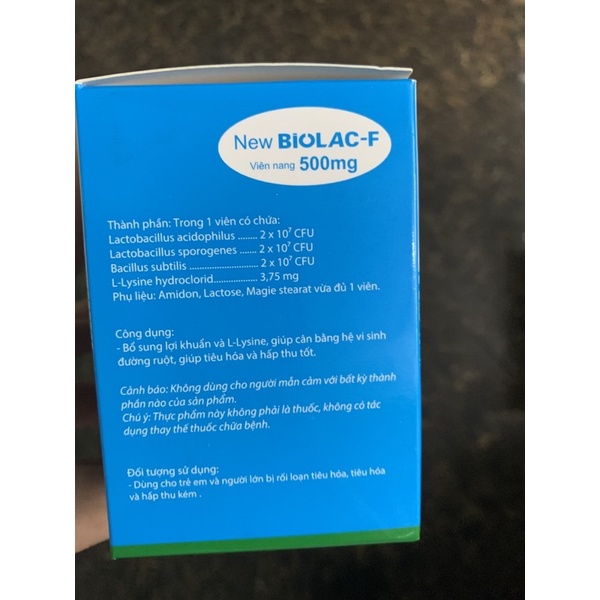 New BIOLAC-F
Viên nang 500mg
Thành phần: Trong 1 viên có chứa:
Lactobacillus acidophilus ........ 2 x 10⁷ CFU
Lactobacillus sporogenes ....... 2 x 10⁷ CFU
Bacillus subtilis ............................ 2 x 10⁷ CFU
L-Lysine hydroclorid................. 3,75 mg
Phụ liệu: Amidon, Lactose, Magie stearat vừa đủ 1 viên.
Công dụng:
- Bổ sung lợi khuẩn và L-Lysine, giúp cân bằng hệ vi sinh
đường ruột, giúp tiêu hóa và hấp thu tốt.
Cảnh báo: Không dùng cho người mẫn cảm với bất kỳ thành
phần nào của sản phẩm.
Chú ý: Thực phẩm này không phải là thuốc, không có tác
dụng thay thế thuốc chữa bệnh.
Đối tượng sử dụng:
- Dùng cho trẻ em và người lớn bị rối loạn tiêu hóa, tiêu hóa
và hấp thu kém .